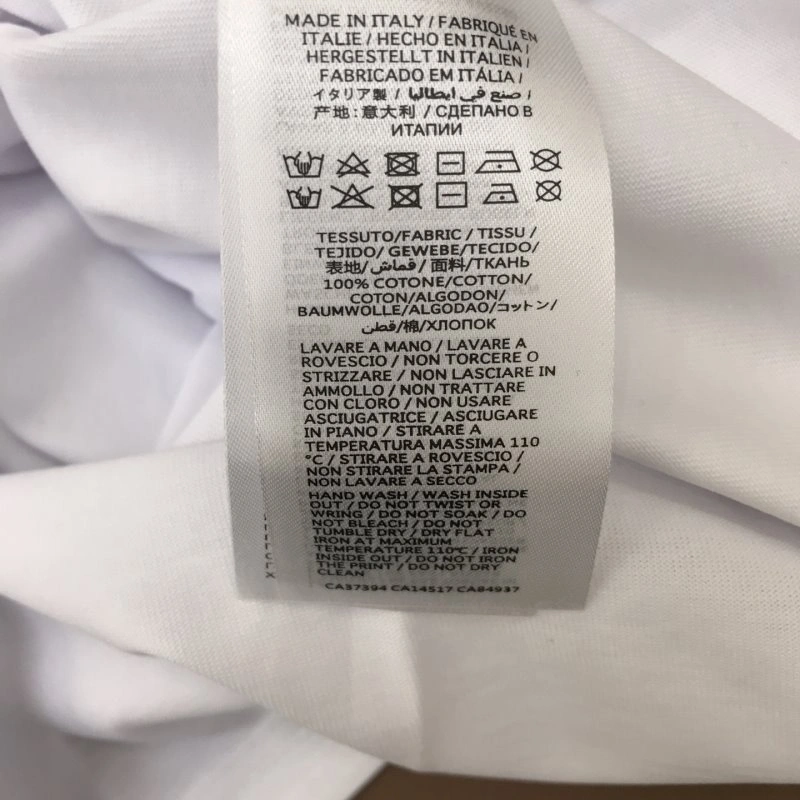 MADE IN ITALY / FABRIQUÉ EN
ITALIE / HECHO EN ITALIA /
HERGESTELLT IN ITALIEN /
FABRICADO EM ITÁLIA /
イタリア製 / صنع في ايطاليا /
产地:意大利 / СДЕПАНО В
ИТАПИИ
TESSUTO/FABRIC / TISSU /
TEJIDO/ GEWEBE/TECIDO/
表地/قماش/ 面料/ТКАНЬ
100% COTONE/COTTON/
COTON/ALGODON/
BAUMWOLLE/ALGODAO/コットン/
قطن/棉/ХЛОПОК
LAVARE A MANO / LAVARE A
ROVESCIO / NON TORCERE O
STRIZZARE / NON LASCIARE IN
AMMOLLO / NON TRATTARE
CON CLORO / NON USARE
ASCIUGATRICE / ASCIUGARE
IN PIANO / STIRARE A
TEMPERATURA MASSIMA 110
°C / STIRARE A ROVESCIO /
NON STIRARE LA STAMPA /
NON LAVARE A SECCO
HAND WASH / WASH INSIDE
OUT / DO NOT TWIST OR
WRING / DO NOT SOAK / DO
NOT BLEACH / DO NOT
TUMBLE DRY / DRY FLAT
IRON AT MAXIMUM
TEMPERATURE 110°C / IRON
INSIDE OUT / DO NOT IRON
THE PRINT / DO NOT DRY
CLEAN
CA37394 CA14517 CA84937